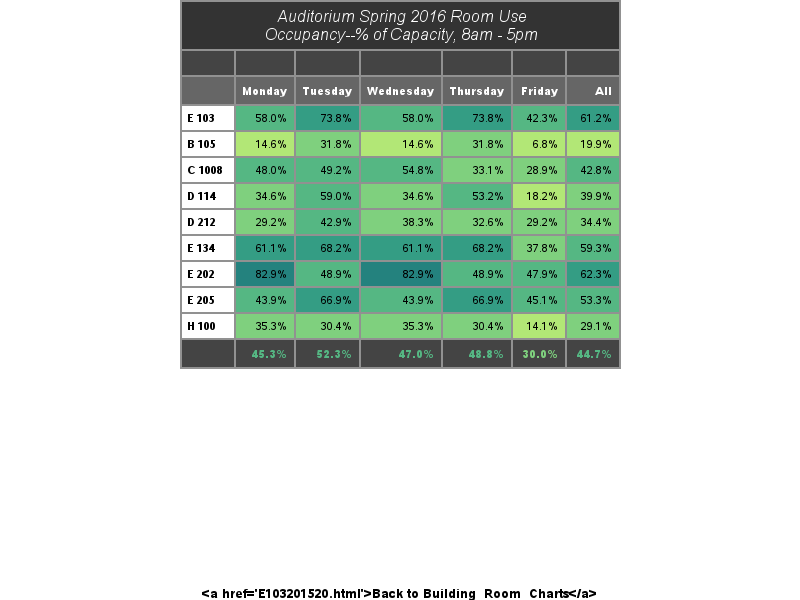 Auditorium Spring 2016 Room Use
Occupancy--% of Capacity, 8am - 5pm
Monday Tuesday Wednesday Thursday Friday All
E 103 58.0% 73.8% 58.0% 73.8% 42.3% 61.2%
B 105 14.6% 31.8% 14.6% 31.8% 6.8% 19.9%
C 1008 48.0% 49.2% 54.8% 33.1% 28.9% 42.8%
D 114 34.6% 59.0% 34.6% 53.2% 18.2% 39.9%
D 212 29.2% 42.9% 38.3% 32.6% 29.2% 34.4%
E 134 61.1% 68.2% 61.1% 68.2% 37.8% 59.3%
E 202 82.9% 48.9% 82.9% 48.9% 47.9% 62.3%
E 205 43.9% 66.9% 43.9% 66.9% 45.1% 53.3%
H 100 35.3% 30.4% 35.3% 30.4% 14.1% 29.1%
45.3% 52.3% 47.0% 48.8% 30.0% 44.7%
<a href='E103201520.html'>Back to Building_Room_Charts</a>